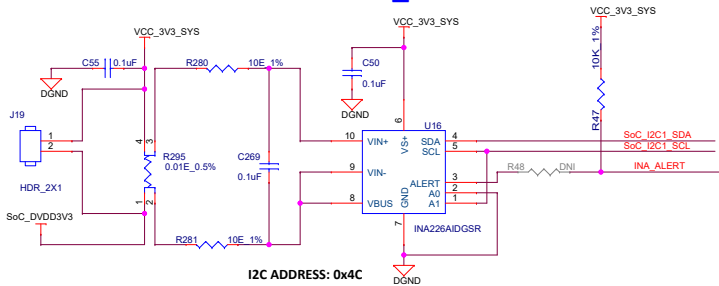 VCC_3V3_SYS
VCC_3V3_SYS
VCC_3V3_SYS
C55
0.1uF
R280
10E_1%
C50
0.1uF
10K_1%
DGND
DGND
J19
U16
R47
1
2
HDR_2X1
4
3
R295
0.01E_0.5%
1
2
C269
0.1uF
6
VS+
10
VIN+
SDA
4
SoC_I2C1_SDA
SCL
5
SoC_I2C1_SCL
9
VIN-
ALERT
3
R48
DNI
INA_ALERT
GND
A0
2
8
VBUS
A1
1
7
INA226AIDGSR
SoC_DVDD3V3
R281
10E_1%
I2C ADDRESS: 0x4C
DGND